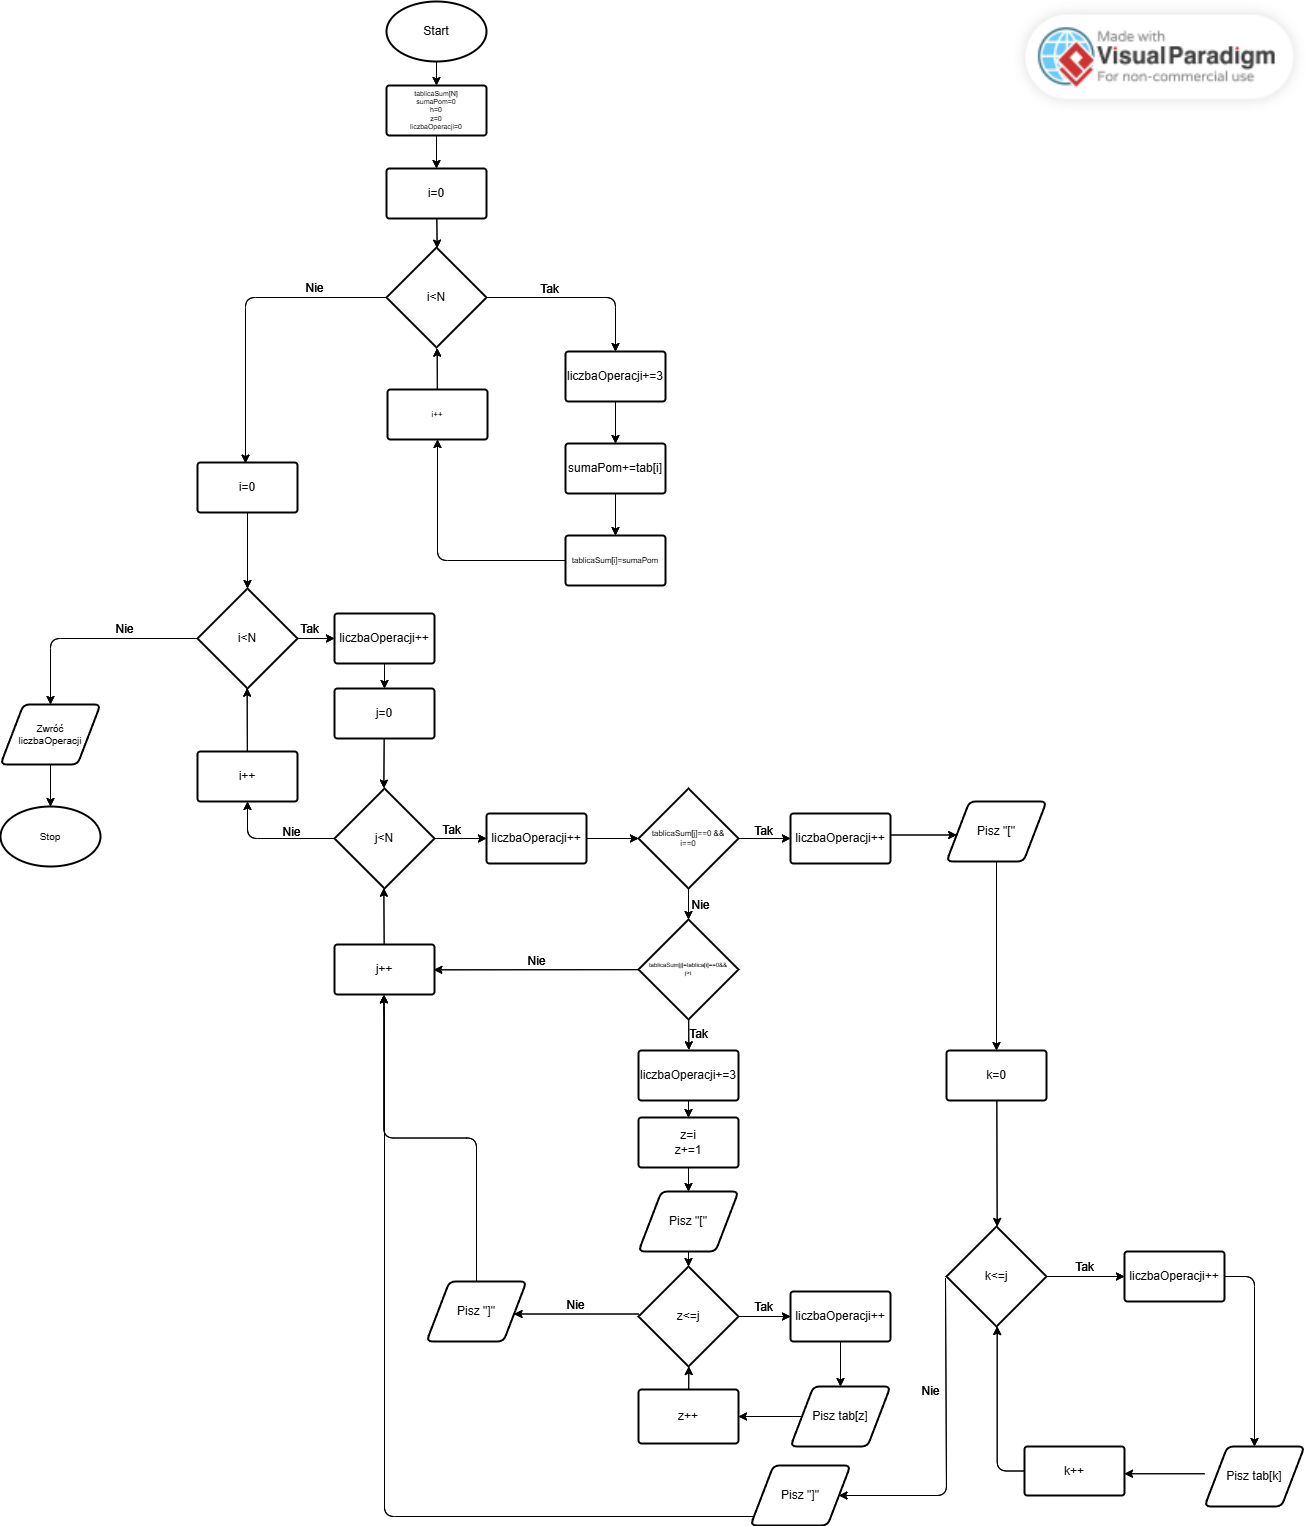 Start
Made with
Visual Paradigm
For non-commercial use
tablicaSum[N]
sumaPom=0
h=0
z=0
liczbaOperacji=0
i=0
Nie
i<N
Tak
liczbaOperacji+=3
i++
sumaPom+=tab[i]
i=0
tablicaSum[i]=sumaPom
Nie
i<N
Tak
liczbaOperacji++
j=0
Zwróć
liczbaOperacji
i++
Stop
Nie
j<N
Tak
liczbaOperacji++
tablicaSum[j]==0 &&
i==0
Tak
liczbaOperacji++
Pisz "["
Nie
j++
Nie
Tak
liczbaOperacji+=3
k=0
z=i
z+=1
Pisz "["
k<=j
Tak
liczbaOperacji++
Pisz "]"
Nie
z<=j
Tak
liczbaOperacji++
Nie
z++
Pisz tab[z]
k++
Pisz tab[k]
Pisz "]"